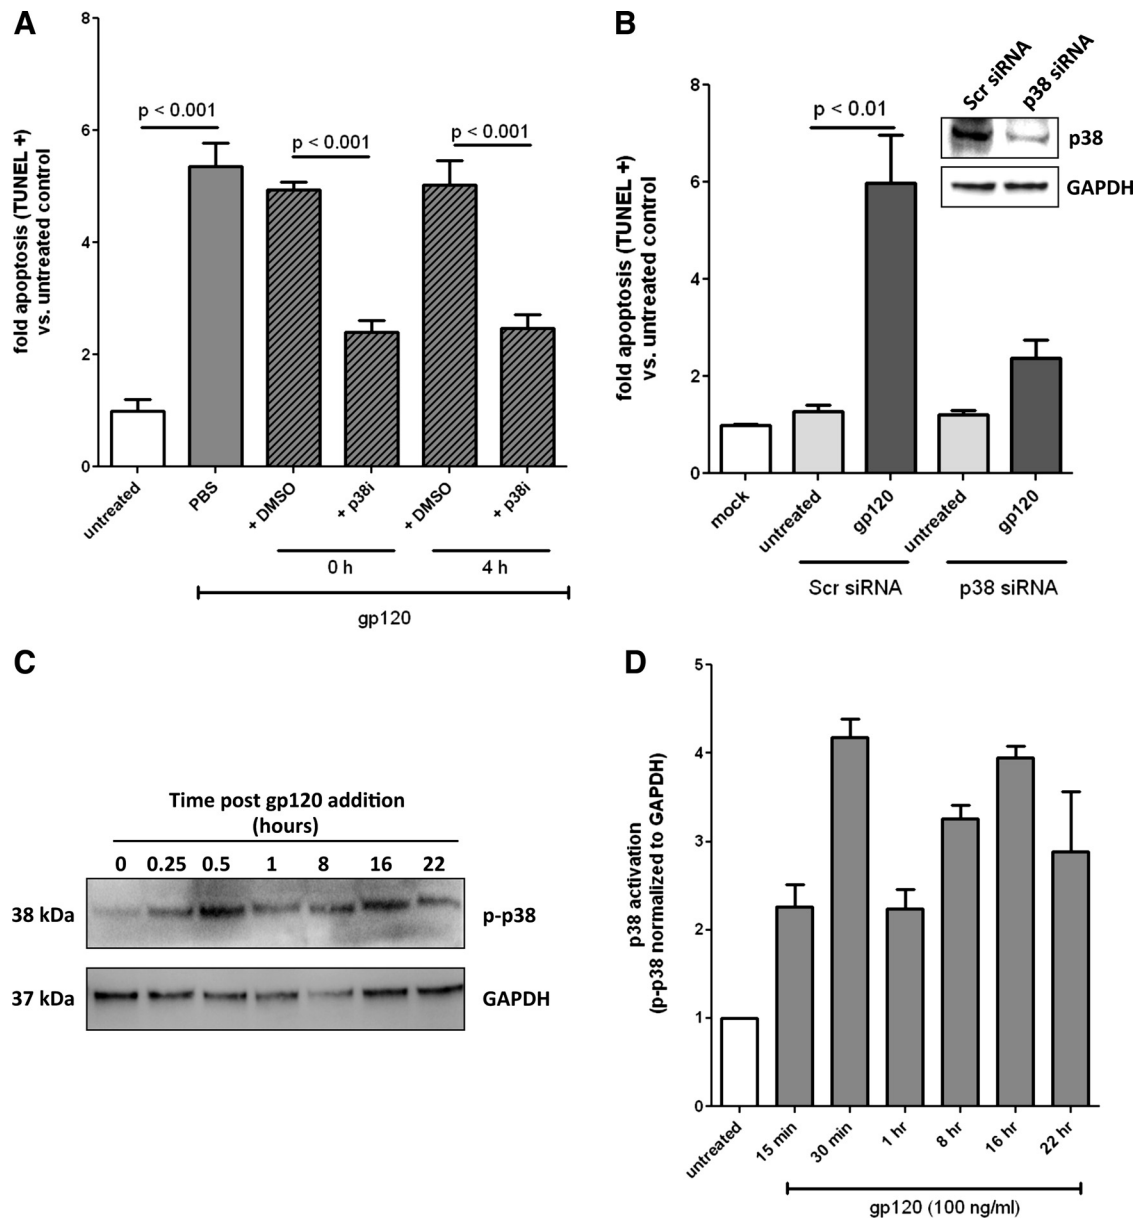 A
8
6
4
2
0
fold apoptosis (TUNEL +)
vs. untreated control
p < 0.001
p < 0.001
p < 0.001
untreated
PBS
+ DMSO
+ p38i
+ DMSO
+ p38i
0 h
4 h
gp120
B
8
6
4
2
0
fold apoptosis (TUNEL +)
vs. untreated control
p < 0.01
Scr siRNA
p38 siRNA
p38
GAPDH
mock
untreated
gp120
untreated
gp120
Scr siRNA
p38 siRNA
C
Time post gp120 addition
(hours)
0 0.25 0.5 1 8 16 22
38 kDa
p-p38
37 kDa
GAPDH
D
5
4
3
2
1
0
p38 activation
(p-p38 normalized to GAPDH)
untreated
15 min
30 min
1 hr
8 hr
16 hr
22 hr
gp120 (100 ng/ml)